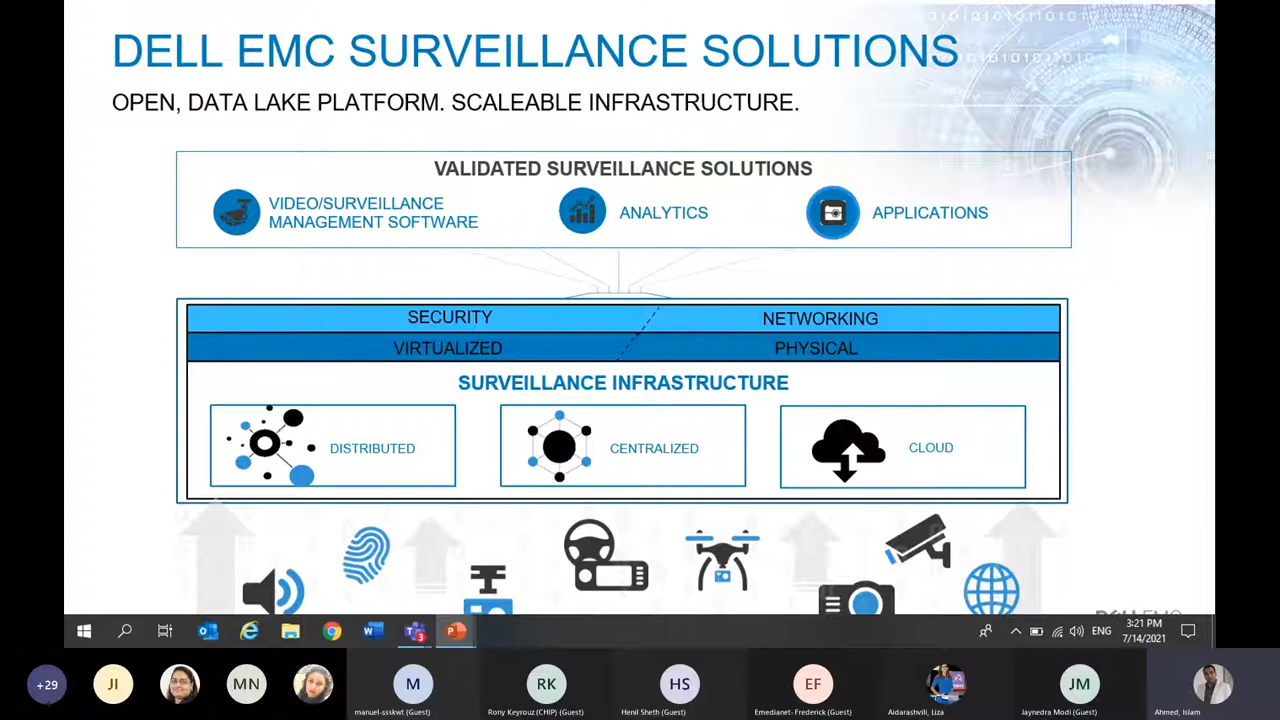 DELL EMC SURVEILLANCE SOLUTIONS
OPEN, DATA LAKE PLATFORM. SCALEABLE INFRASTRUCTURE.
VALIDATED SURVEILLANCE SOLUTIONS
VIDEO/SURVEILLANCE
MANAGEMENT SOFTWARE
ANALYTICS
APPLICATIONS
SECURITY
NETWORKING
VIRTUALIZED
PHYSICAL
SURVEILLANCE INFRASTRUCTURE
DISTRIBUTED
CENTRALIZED
CLOUD
ENG
3:21 PM
7/14/2021
+29
JI
MN
M
RK
HS
EF
JM
manuel-ssskwt (Guest)
Rony Keyrouz (CHIP) (Guest)
Henil Sheth (Guest)
Emedianet- Frederick (Guest)
Aidarashvili, Liza
Jaynedra Modi (Guest)
Ahmed, Islam